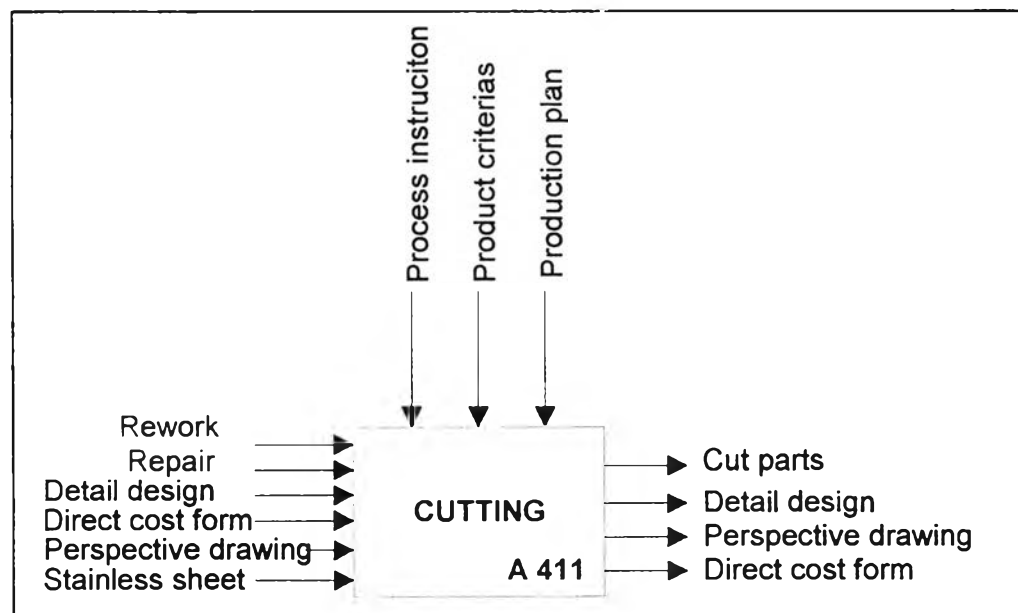 Process instruciton
Product criterias
Production plan
Rework
Repair
Detail design
Direct cost form
Perspective drawing
Stainless sheet
CUTTING
A 411
Cut parts
Detail design
Perspective drawing
Direct cost form